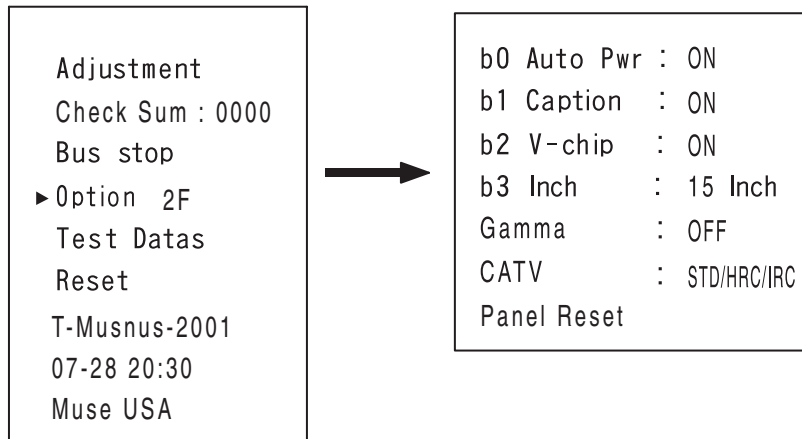 Adjustment
Check Sum : 0000
Bus stop
►Option 2F
Test Datas
Reset
T-Musnus-2001
07-28 20:30
Muse USA
b0 Auto Pwr : ON
b1 Caption : ON
b2 V-chip : ON
b3 Inch : 15 Inch
Gamma : OFF
CATV : STD/HRC/IRC
Panel Reset